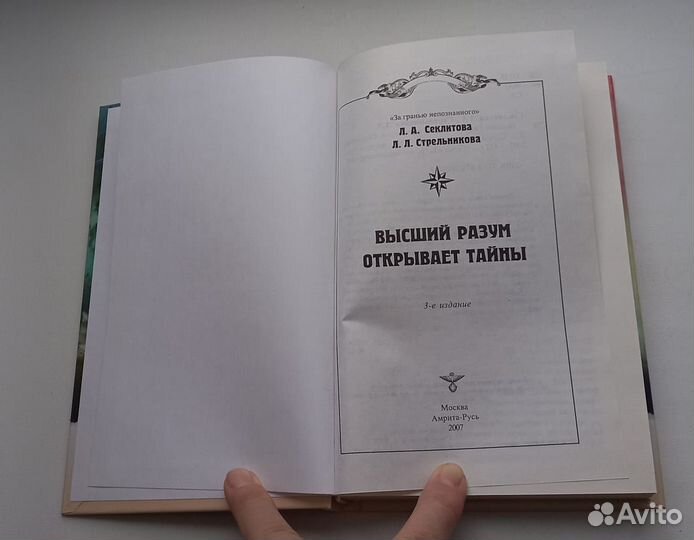 «За гранью непознанного»
Л. А. Секлитова
Л. Л. Стрельникова
ВЫСШИЙ РАЗУМ
ОТКРЫВАЕТ ТАЙНЫ
3-е издание
Москва
Амрита-Русь
2007
Avito